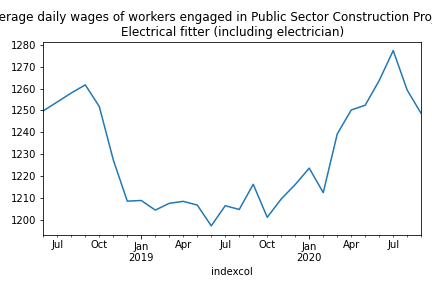 erage daily wages of workers engaged in Public Sector Construction Pro
Electrical fitter (including electrician)
1280
1270
1260
1250
1240
1230
1220
1210
1200
Jul
Oct
Jan
2019
Apr
Jul
Oct
Jan
2020
Apr
Jul
indexcol